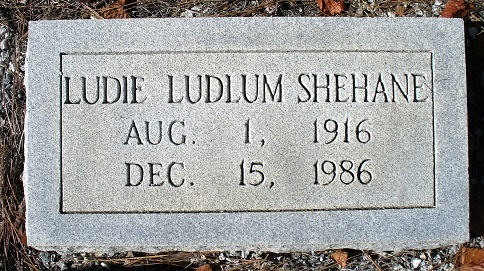 LUDIE LUDLUM SHEHANE
AUG. 1, 1916
DEC. 15, 1986